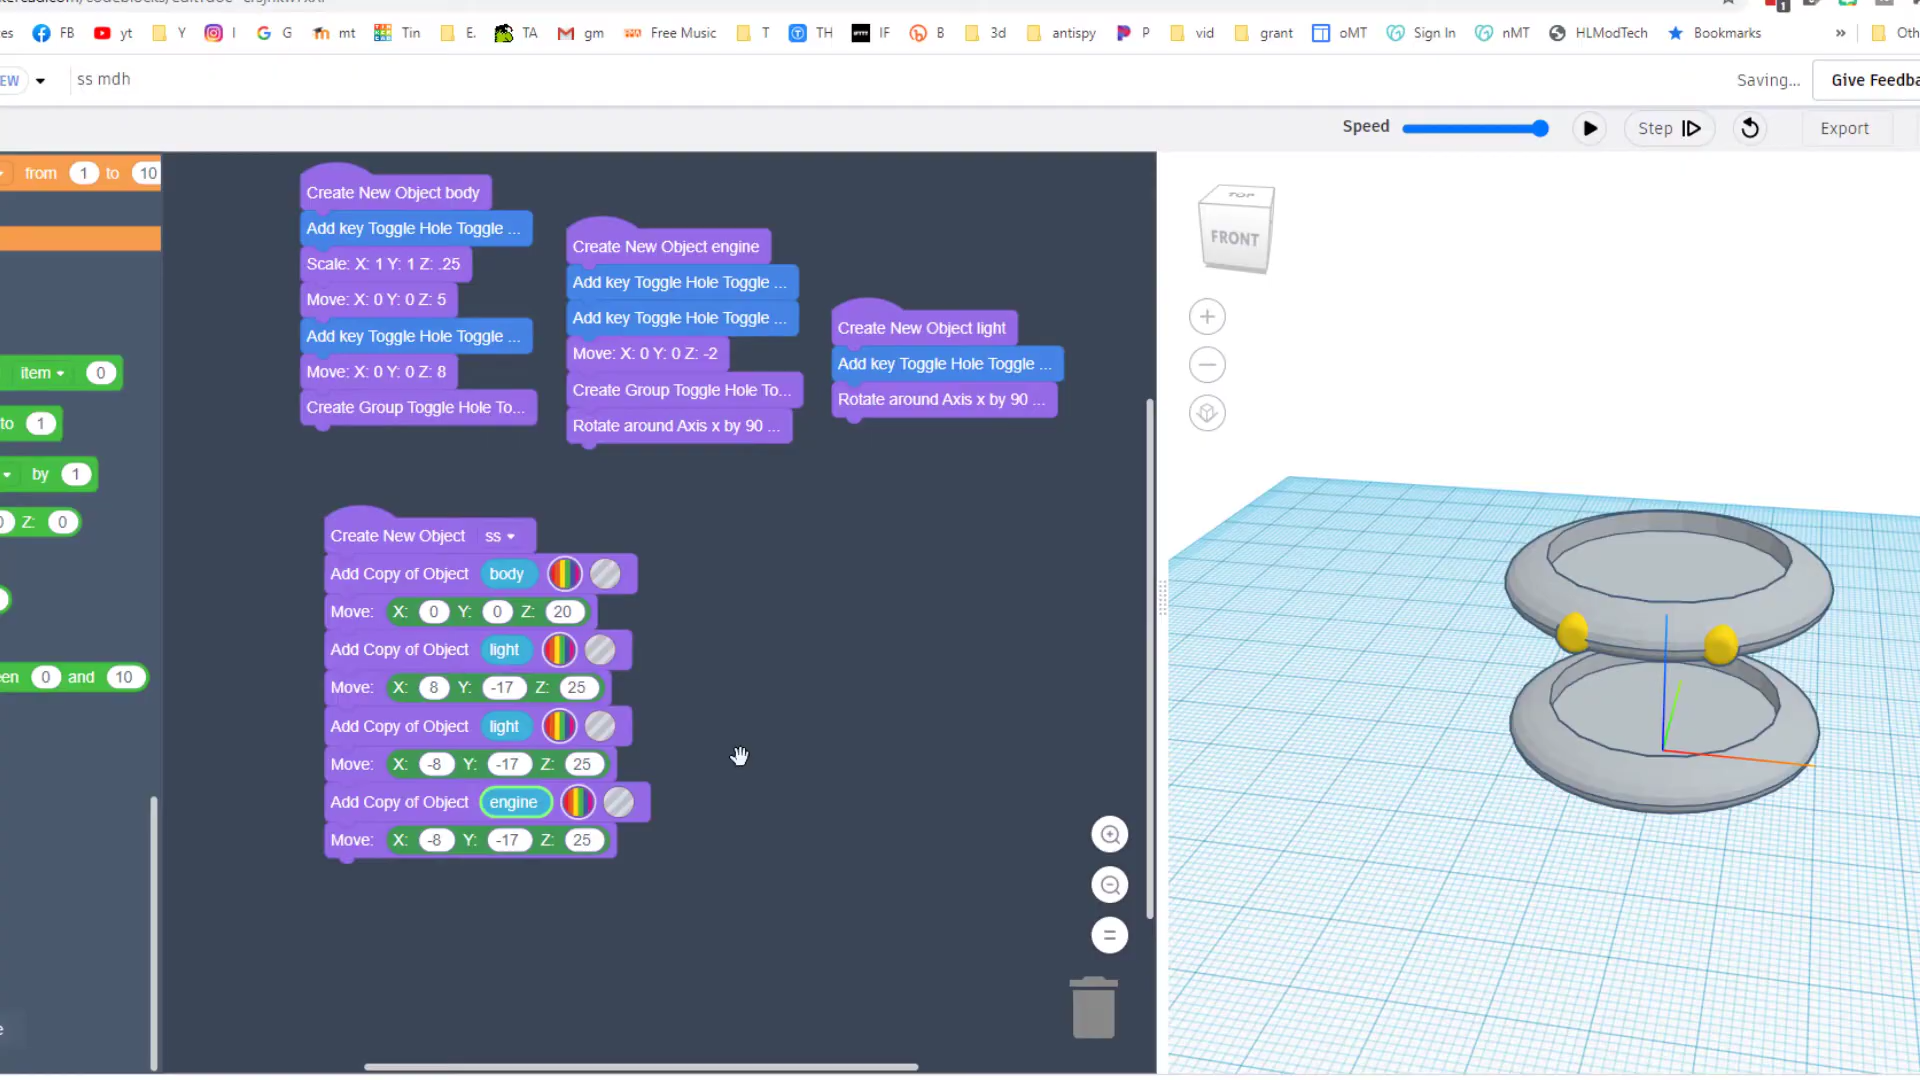 FB yt Y I G mt Tin E. TA gm Free Music T TH IF B 3d antispy P vid grant oMT Sign In nMT HLModTech Bookmarks » Oth
EW ss mdh Saving... Give Feedba
Speed Step Export
from 1 to 10
item 0
to 1
by 1
0 Z: 0
een 0 and 10
Create New Object body
Add key Toggle Hole Toggle ...
Scale: X: 1 Y: 1 Z: .25
Move: X: 0 Y: 0 Z: 5
Add key Toggle Hole Toggle ...
Move: X: 0 Y: 0 Z: 8
Create Group Toggle Hole To...
Create New Object engine
Add key Toggle Hole Toggle ...
Add key Toggle Hole Toggle ...
Move: X: 0 Y: 0 Z: -2
Create Group Toggle Hole To...
Rotate around Axis x by 90 ...
Create New Object light
Add key Toggle Hole Toggle ...
Rotate around Axis x by 90 ...
Create New Object ss
Add Copy of Object body
Move: X: 0 Y: 0 Z: 20
Add Copy of Object light
Move: X: 8 Y: -17 Z: 25
Add Copy of Object light
Move: X: -8 Y: -17 Z: 25
Add Copy of Object engine
Move: X: -8 Y: -17 Z: 25
TOP
FRONT